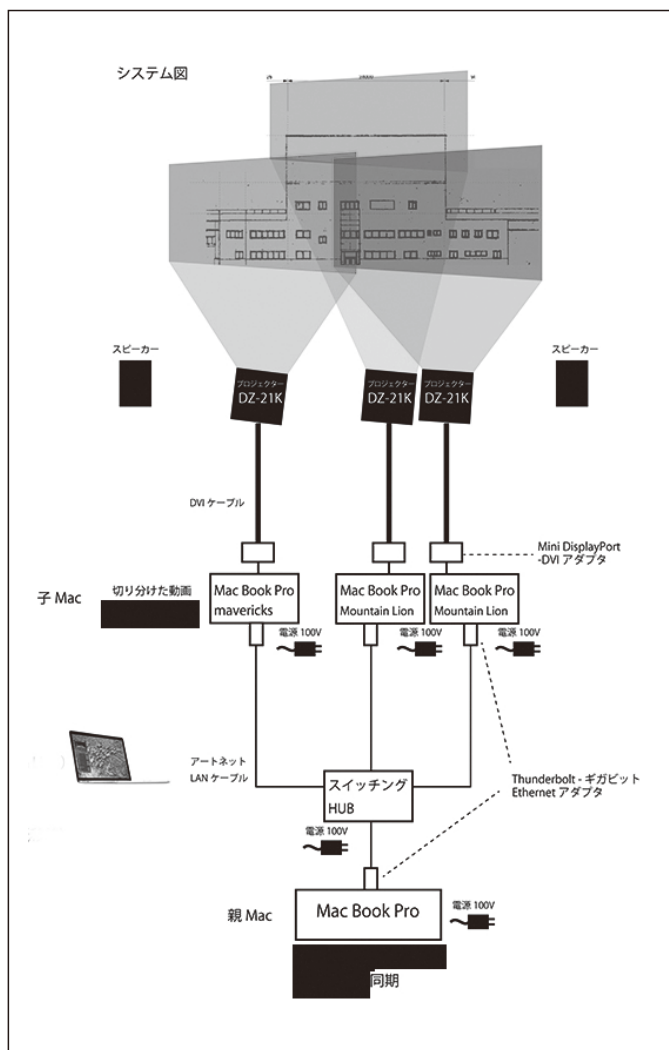 システム図
スピーカー
スピーカー
プロジェクター
DZ-21K
プロジェクター
DZ-21K
プロジェクター
DZ-21K
DVI ケーブル
Mini DisplayPort
-DVI アダプタ
子 Mac
切り分けた動画
Mac Book Pro
mavericks
Mac Book Pro
Mountain Lion
Mac Book Pro
Mountain Lion
電源 100V
電源 100V
電源 100V
アートネット
LAN ケーブル
スイッチング
HUB
Thunderbolt - ギガビット
Ethernet アダプタ
電源 100V
親 Mac
Mac Book Pro
電源 100V
同期